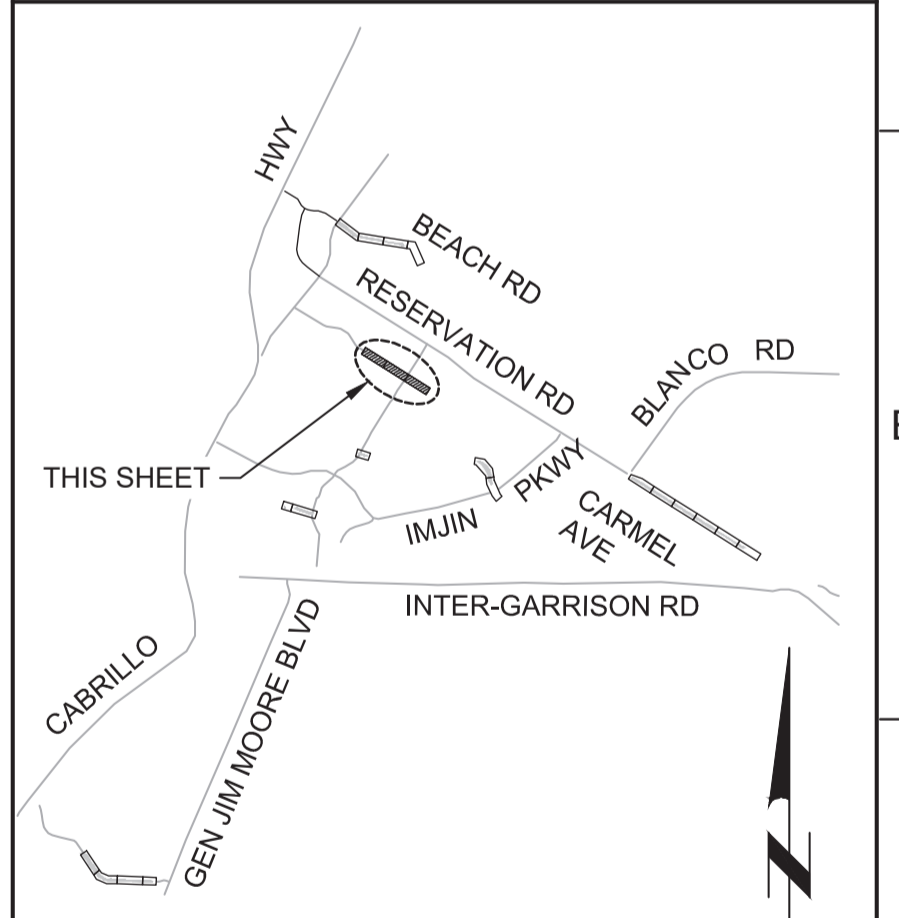 HWY
BEACH RD
RESERVATION RD
BLANCO RD
THIS SHEET
IMJIN
PKWY
CARMEL
AVE
INTER-GARRISON RD
CABRILLO
GEN JIM MOORE BLVD
N